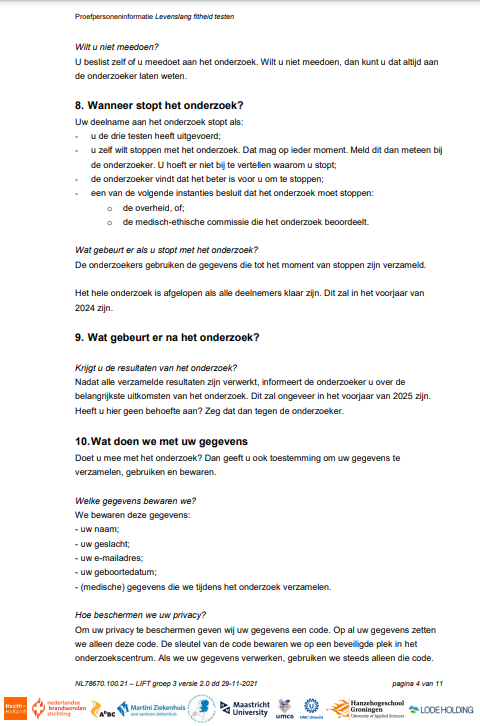 Proefpersoneninformatie Levenslang fitheid testen
Wilt u niet meedoen?
U beslist zelf of u meedoet aan het onderzoek. Wilt u niet meedoen, dan kunt u dat altijd aan
de onderzoeker laten weten.
8. Wanneer stopt het onderzoek?
Uw deelname aan het onderzoek stopt als:
- u de drie testen heeft uitgevoerd;
- u zelf wilt stoppen met het onderzoek. Dat mag op ieder moment. Meld dit dan meteen bij
de onderzoeker. U hoeft er niet bij te vertellen waarom u stopt;
- de onderzoeker vindt dat het beter is voor u om te stoppen;
- een van de volgende instanties besluit dat het onderzoek moet stoppen:
o de overheid, of;
o de medisch-ethische commissie die het onderzoek beoordeelt.
Wat gebeurt er als u stopt met het onderzoek?
De onderzoekers gebruiken de gegevens die tot het moment van stoppen zijn verzameld.
Het hele onderzoek is afgelopen als alle deelnemers klaar zijn. Dit zal in het voorjaar van
2024 zijn.
9. Wat gebeurt er na het onderzoek?
Krijgt u de resultaten van het onderzoek?
Nadat alle verzamelde resultaten zijn verwerkt, informeert de onderzoeker u over de
belangrijkste uitkomsten van het onderzoek. Dit zal ongeveer in het voorjaar van 2025 zijn.
Heeft u hier geen behoefte aan? Zeg dat dan tegen de onderzoeker.
10. Wat doen we met uw gegevens
Doet u mee met het onderzoek? Dan geeft u ook toestemming om uw gegevens te
verzamelen, gebruiken en bewaren.
Welke gegevens bewaren we?
We bewaren deze gegevens:
- uw naam;
- uw geslacht;
- uw e-mailadres;
- uw geboortedatum;
- (medische) gegevens die we tijdens het onderzoek verzamelen.
Hoe beschermen we uw privacy?
Om uw privacy te beschermen geven wij uw gegevens een code. Op al uw gegevens zetten
we alleen deze code. De sleutel van de code bewaren we op een beveiligde plek in het
onderzoekscentrum. Als we uw gegevens verwerken, gebruiken we steeds alleen die code.
NL78670.100.21 – LIFT groep 3 versie 2.0 dd 29-11-2021 pagina 4 van 11
Health~
Holland
nederlandse
brandwonden
stichting
A²BC
Martini Ziekenhuis
een santeon ziekenhuis
Maastricht
University
umcg
UMC Utrecht
Hanzehogeschool
Groningen
University of Applied Sciences
LODE HOLDING